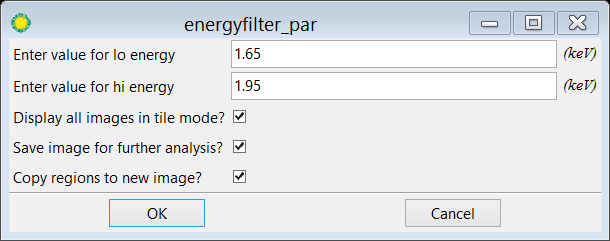 energyfilter_par
Enter value for lo energy 1.65 (keV)
Enter value for hi energy 1.95 (keV)
Display all images in tile mode?
Save image for further analysis?
Copy regions to new image?
OK Cancel